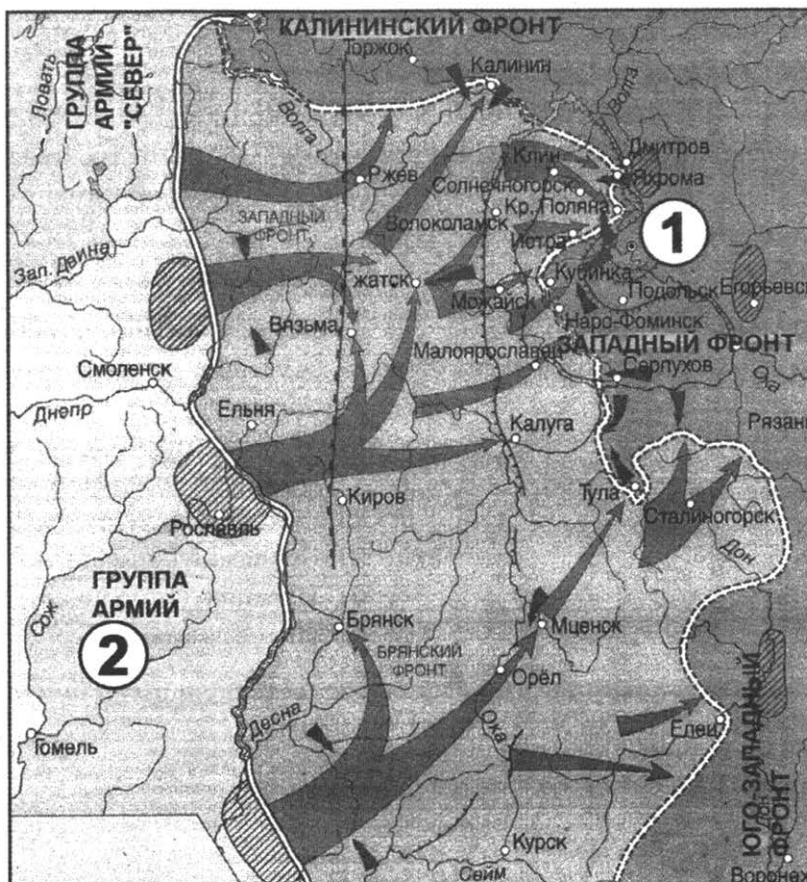 КАЛИНИНСКИЙ ФРОНТ
Торжок
Калинин
ГРУППА
АРМИЙ
"СЕВЕР"
Ловать
Волга
Волга
Дмитров
Клин
Яхрома
Ржев
Солнечногорск
Кр. Поляна
Волоколамск
ЗАПАДНЫЙ
ФРОНТ
Истра
1
Зап. Двина
Гжатск
Кубинка
Можайск
Подольск
Егорьевск
Наро-Фоминск
Вязьма
Малоярославец
ЗАПАДНЫЙ ФРОНТ
Смоленск
Серпухов
Ока
Днепр
Ельня
Калуга
Рязань
Киров
Тула
Рославль
Сталиногорск
Дон
ГРУППА
АРМИЙ
2
Сож
Брянск
Мценск
БРЯНСКИЙ
ФРОНТ
Орёл
Десна
Ока
Елец
Гомель
ЮГО-ЗАПАДНЫЙ
ФРОНТ
Дон
Курск
Сейм
Воронеж